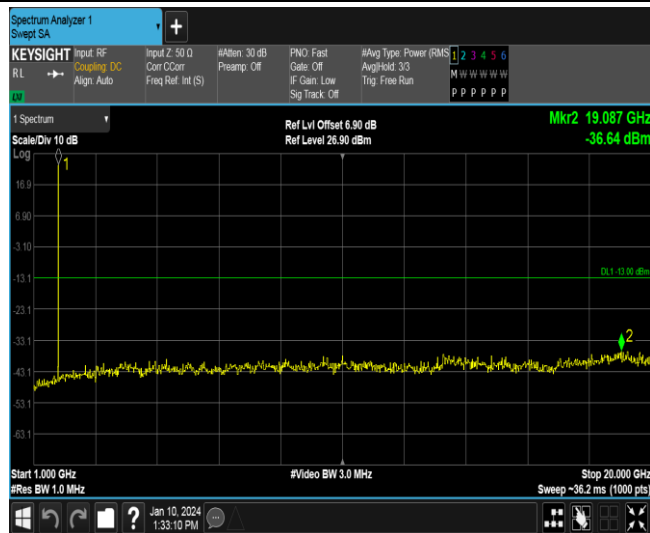 Spectrum Analyzer 1
Swept SA
+
KEYSIGHT
RL
Input: RF
Coupling: DC
Align: Auto
Input Z: 50 Ω
Corr CCorr
Freq Ref: Int (S)
#Atten: 30 dB
Preamp: Off
PNO: Fast
Gate: Off
IF Gain: Low
Sig Track: Off
#Avg Type: Power (RMS
Avg|Hold: 3/3
Trig: Free Run
1 2 3 4 5 6
M W W W W W
P P P P P P
1 Spectrum
Scale/Div 10 dB
Log
Ref Lvl Offset 6.90 dB
Ref Level 26.90 dBm
Mkr2 19.087 GHz
-36.64 dBm
1
16.9
6.90
-3.10
-13.1
DL1 -13.00 dBm
-23.1
-33.1
2
-43.1
-53.1
-63.1
Start 1.000 GHz
#Res BW 1.0 MHz
#Video BW 3.0 MHz
Stop 20.000 GHz
Sweep ~36.2 ms (1000 pts)
?
Jan 10, 2024
1:33:10 PM